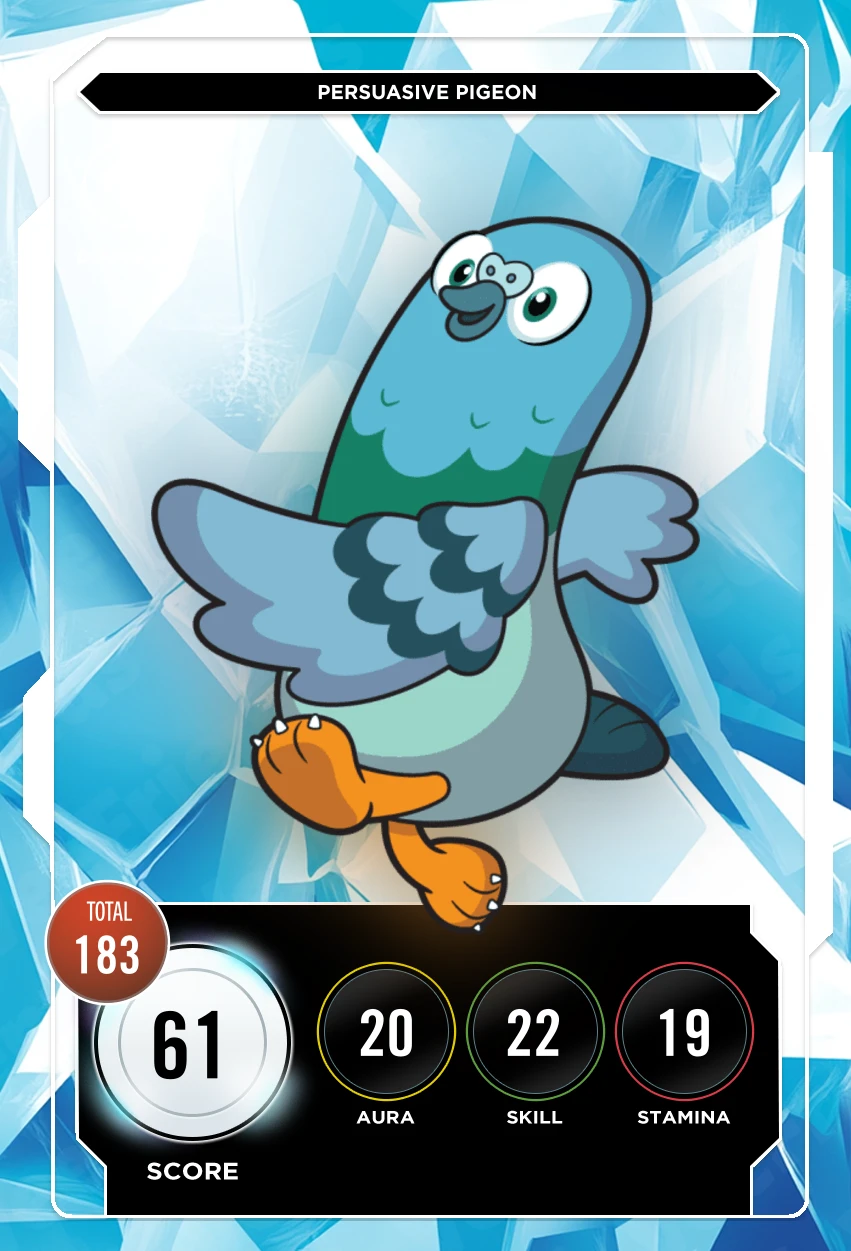 PERSUASIVE PIGEON
TOTAL
183
61
SCORE
20
AURA
22
SKILL
19
STAMINA